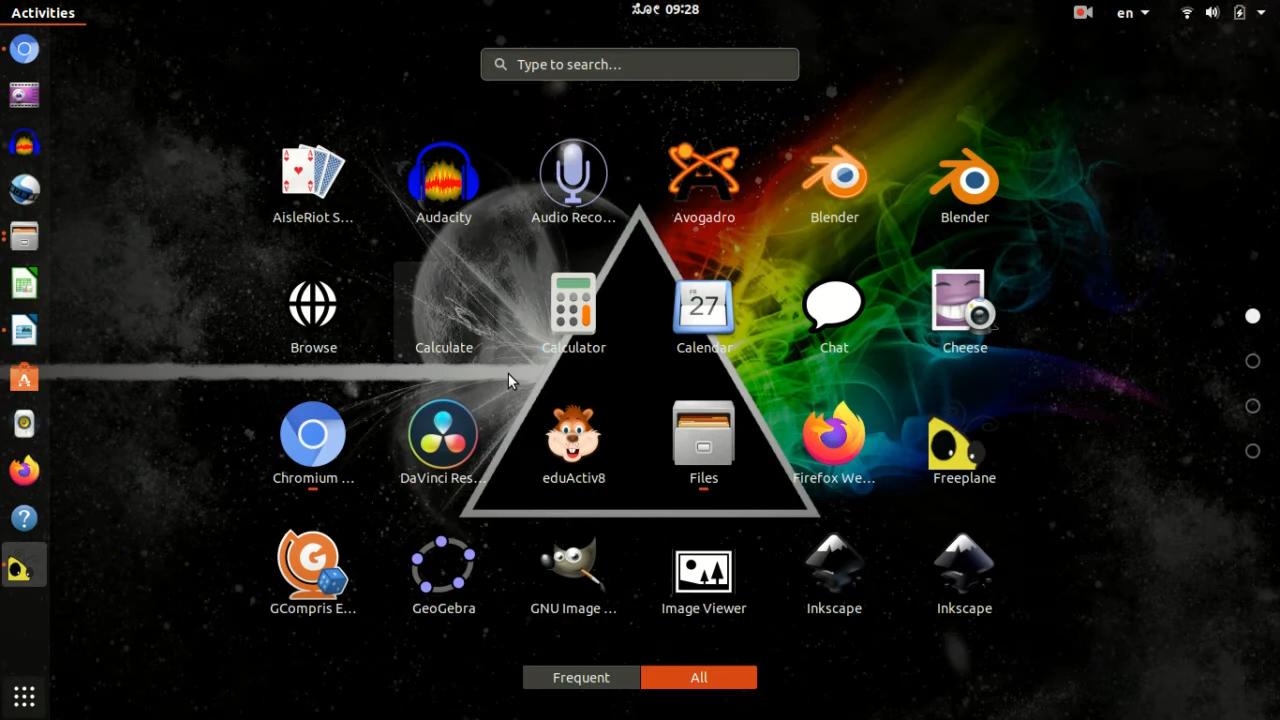 Activities
ಸೋಮ 09:28
en
Type to search…
AisleRiot S…
Audacity
Audio Reco…
Avogadro
Blender
Blender
Browse
Calculate
Calculator
FRI
27
Calendar
Chat
Cheese
Chromium …
DaVinci Res…
eduActiv8
Files
Firefox We…
Freeplane
GCompris E…
GeoGebra
GNU Image …
Image Viewer
Inkscape
Inkscape
Frequent
All